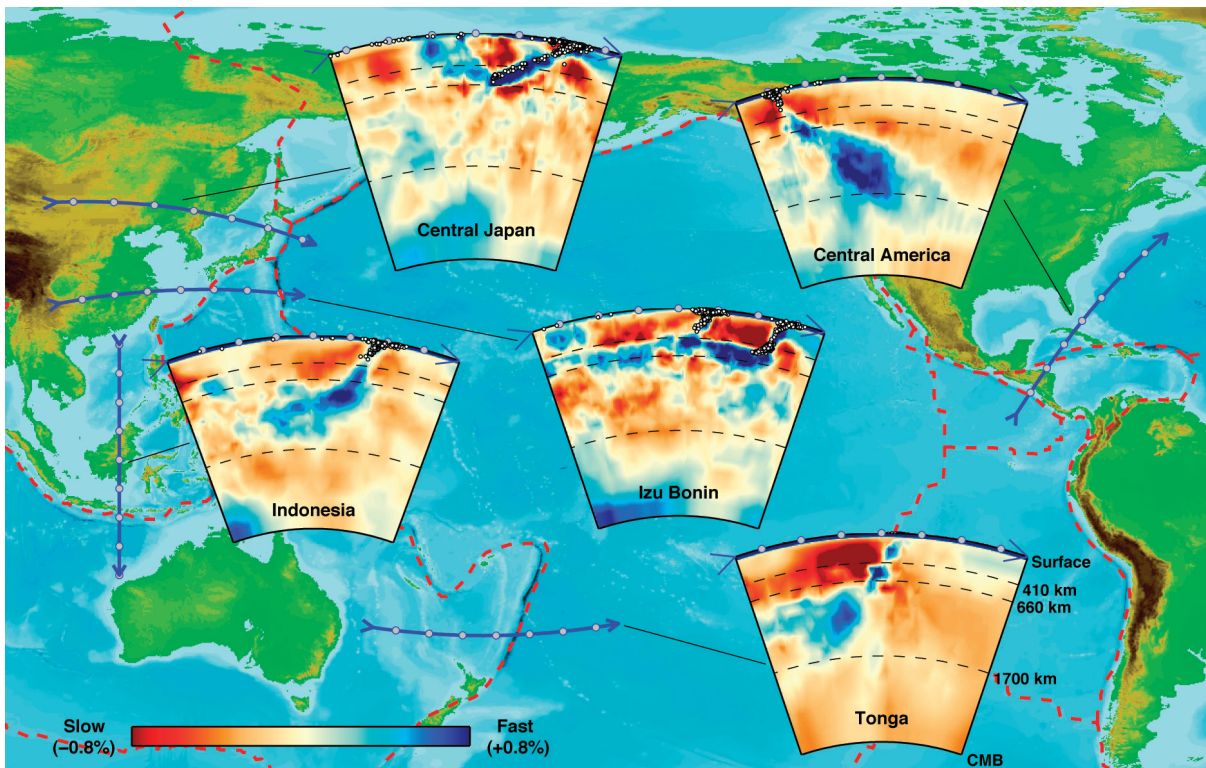 Central Japan
Central America
Indonesia
Izu Bonin
Surface
410 km
660 km
1700 km
Tonga
CMB
Slow
(−0.8%)
Fast
(+0.8%)